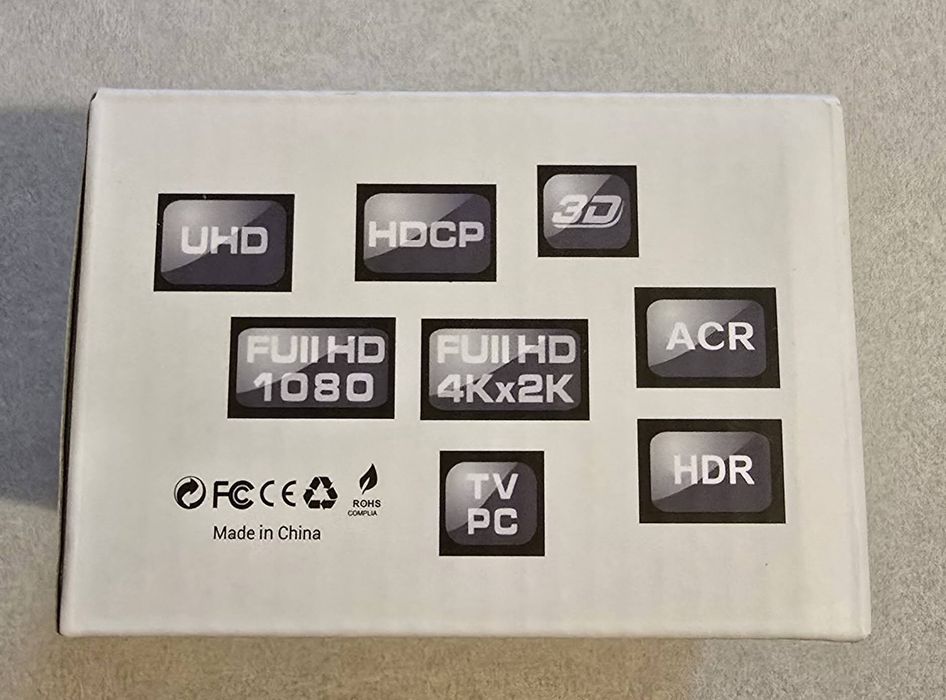 UHD
HDCP
3D
FUll HD
1080
FUll HD
4Kx2K
ACR
HDR
TV
PC
FC CE
ROHS
COMPLIA
Made in China